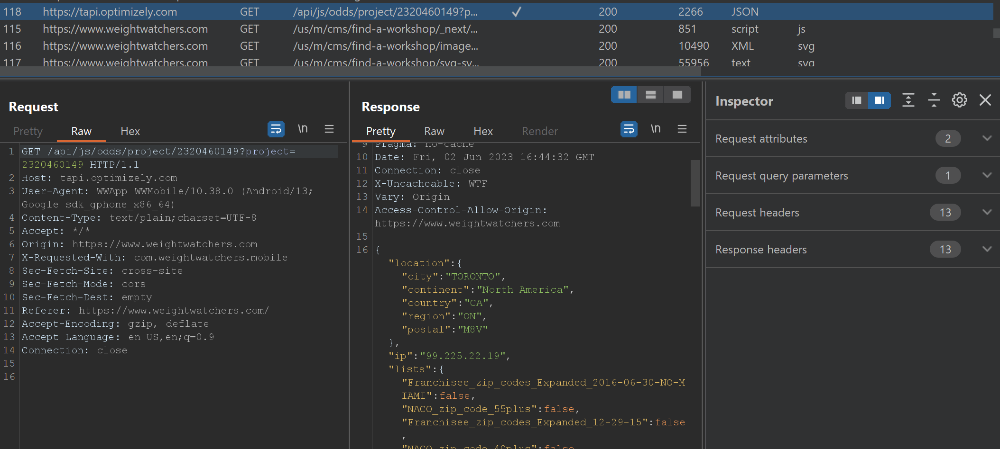 118 https://tapi.optimizely.com GET /api/js/odds/project/2320460149?p... ✓ 200 2266 JSON
115 https://www.weightwatchers.com GET /us/m/cms/find-a-workshop/_next/... 200 851 script js
116 https://www.weightwatchers.com GET /us/m/cms/find-a-workshop/image... 200 10490 XML svg
117 https://www.weightwatchers.com GET /us/m/cms/find-a-workshop/svg-sv... 200 55956 text svg
Request
Pretty Raw Hex \n
1 GET /api/js/odds/project/2320460149?project=
2320460149 HTTP/1.1
2 Host: tapi.optimizely.com
3 User-Agent: WWApp WWMobile/10.38.0 (Android/13;
Google sdk_gphone_x86_64)
4 Content-Type: text/plain;charset=UTF-8
5 Accept: */*
6 Origin: https://www.weightwatchers.com
7 X-Requested-With: com.weightwatchers.mobile
8 Sec-Fetch-Site: cross-site
9 Sec-Fetch-Mode: cors
10 Sec-Fetch-Dest: empty
11 Referer: https://www.weightwatchers.com/
12 Accept-Encoding: gzip, deflate
13 Accept-Language: en-US,en;q=0.9
14 Connection: close
15
16
Response
Pretty Raw Hex Render \n
9 Pragma: no-cache
10 Date: Fri, 02 Jun 2023 16:44:32 GMT
11 Connection: close
12 X-Uncacheable: WTF
13 Vary: Origin
14 Access-Control-Allow-Origin:
https://www.weightwatchers.com
15
16 {
"location":{
"city":"TORONTO",
"continent":"North America",
"country":"CA",
"region":"ON",
"postal":"M8V"
},
"ip":"99.225.22.19",
"lists":{
"Franchisee_zip_codes_Expanded_2016-06-30-NO-M
IAMI":false,
"NACO_zip_code_55plus":false,
"Franchisee_zip_codes_Expanded_12-29-15":false
,
"NACO_zip_code_40plus":false,
Inspector
Request attributes 2
Request query parameters 1
Request headers 13
Response headers 13